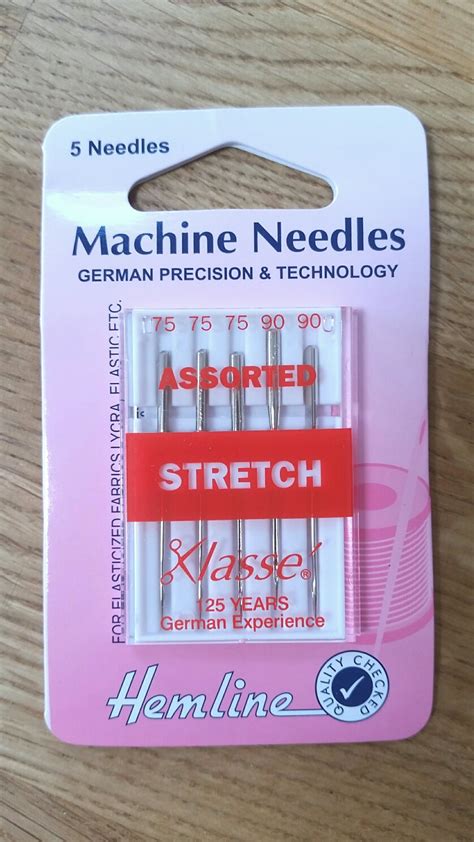 5 Needles
Machine Needles
GERMAN PRECISION & TECHNOLOGY
FOR ELASTICIZED FABRICS LYCRA, ELASTIC ETC.
75 75 75 90 90
ASSORTED
STRETCH
Klassé®
125 YEARS
German Experience
Hemline
QUALITY CHECKED